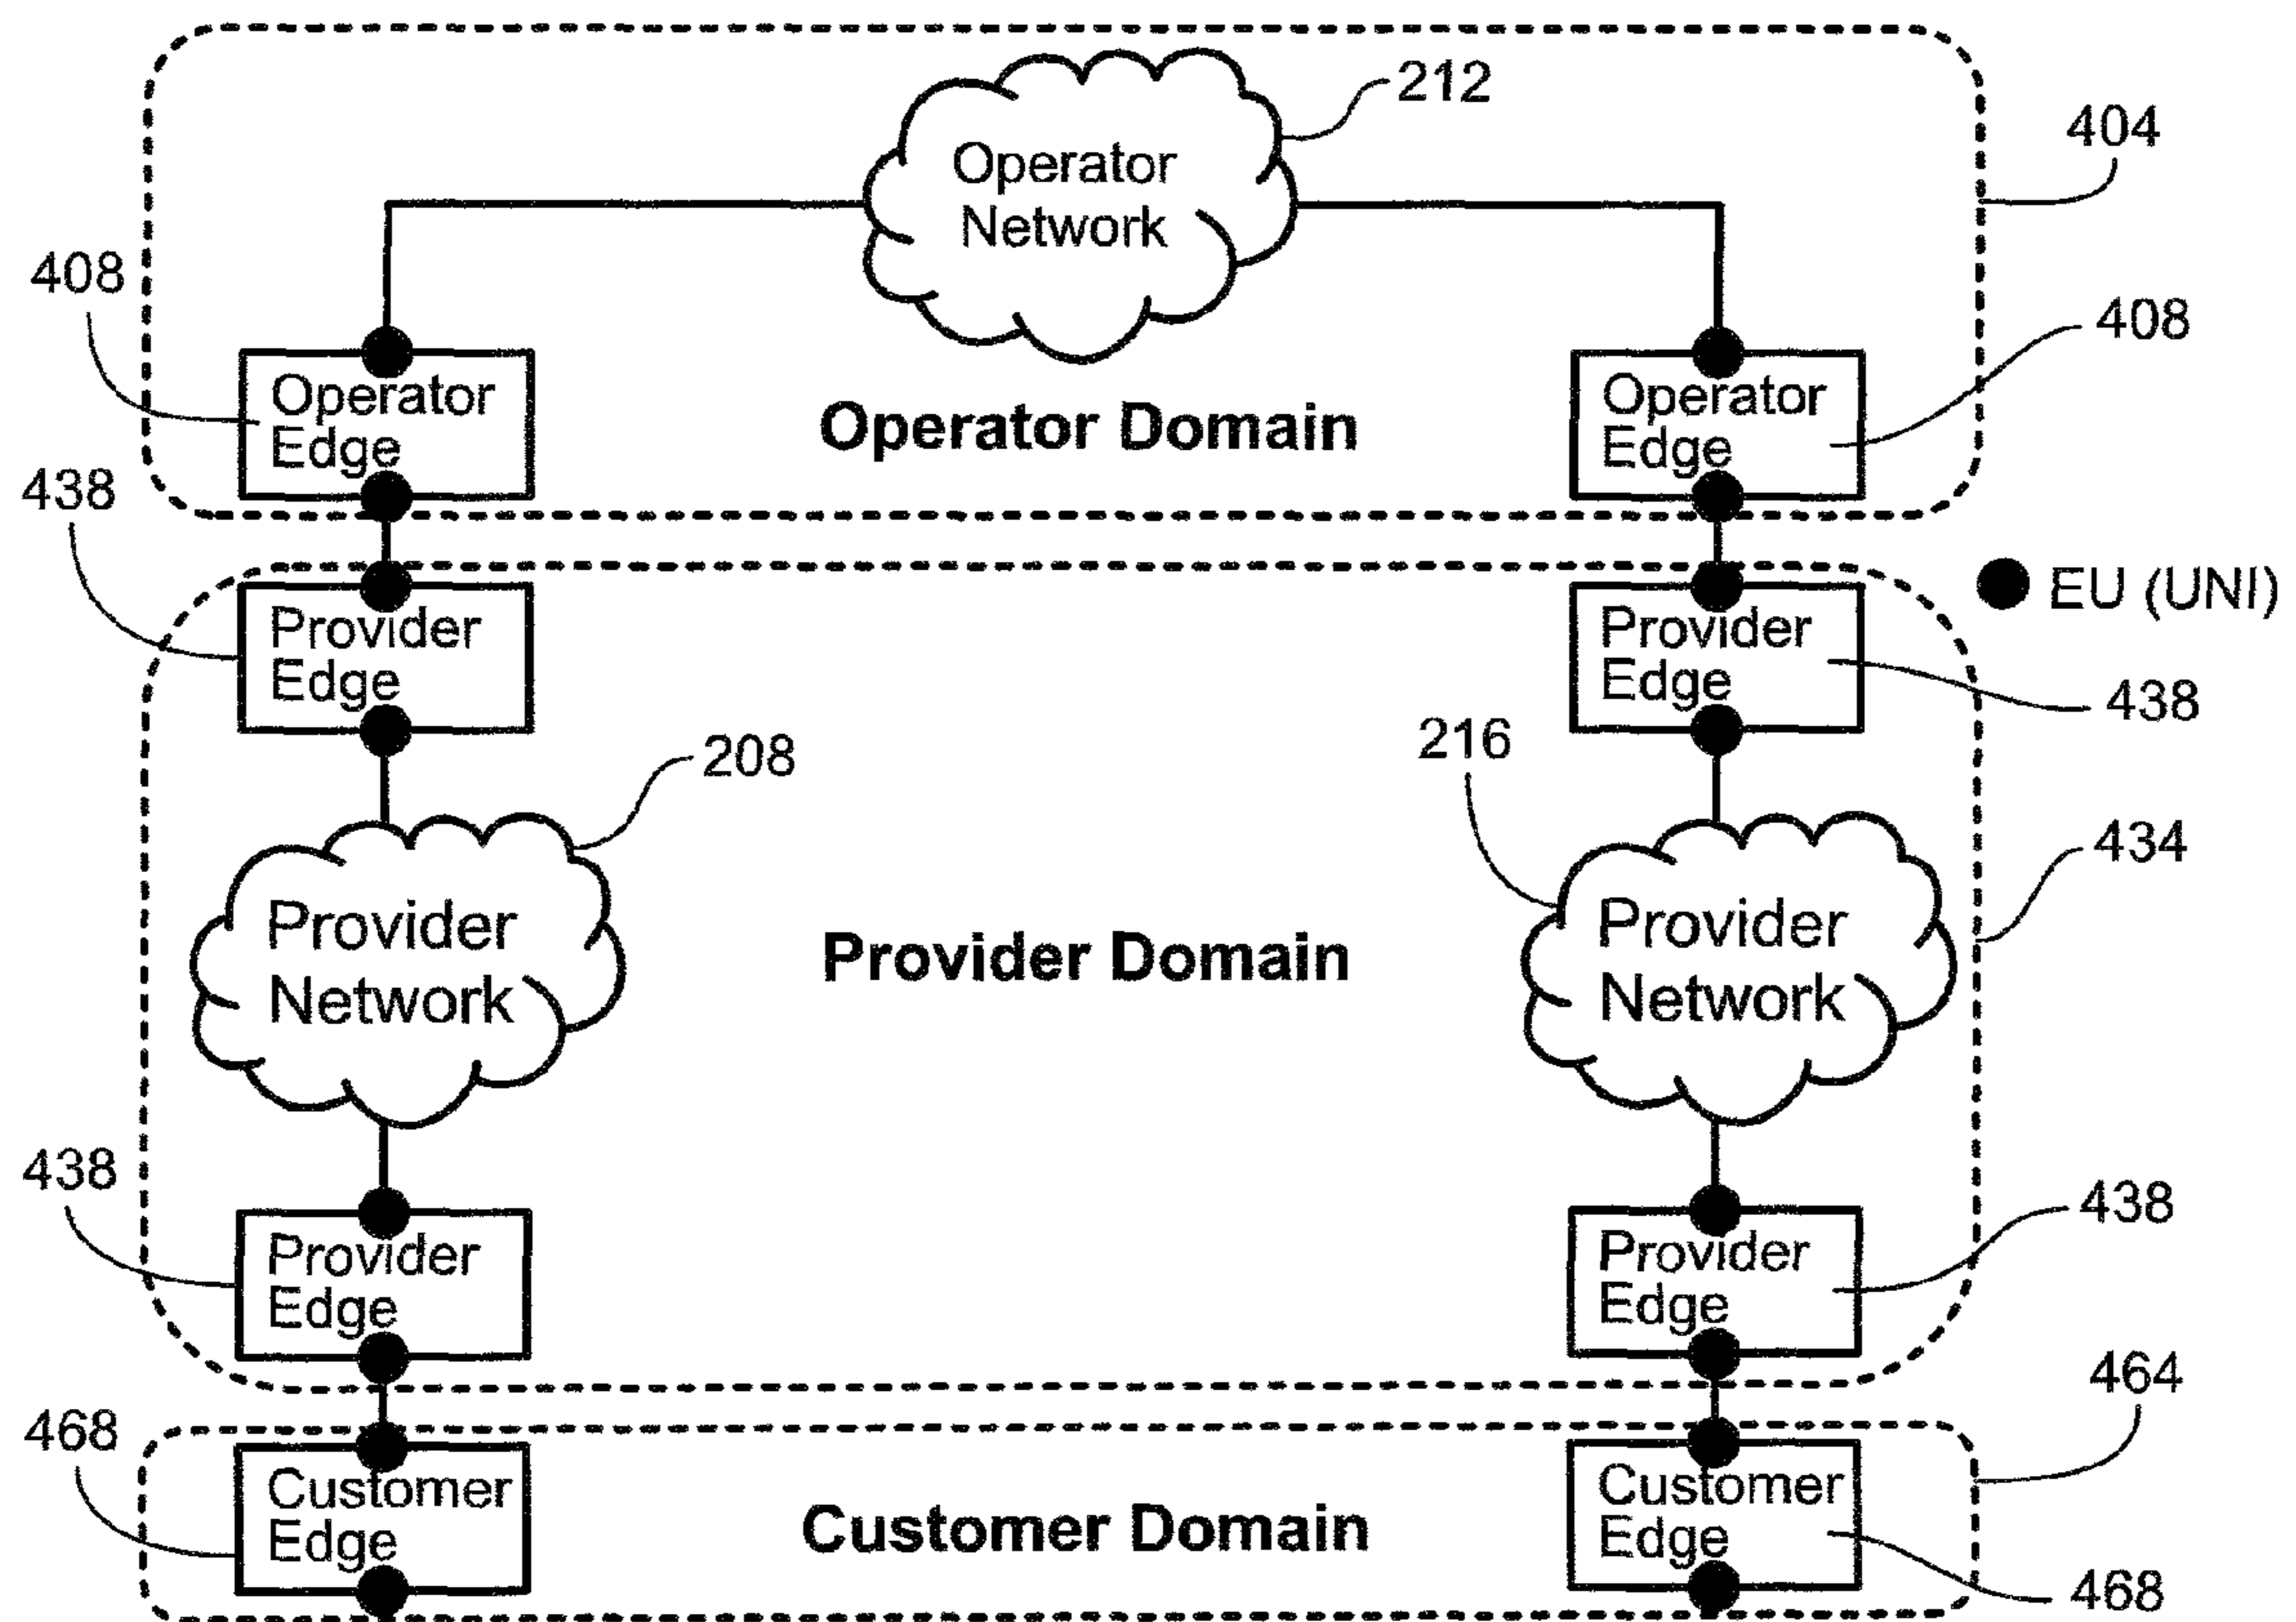 212
Operator
Network
404
408
408
Operator
Edge
Operator Domain
Operator
Edge
438
Provider
Edge
Provider
Edge
EU (UNI)
438
208
216
Provider
Network
Provider Domain
Provider
Network
434
438
Provider
Edge
Provider
Edge
438
464
468
Customer
Edge
Customer Domain
Customer
Edge
468